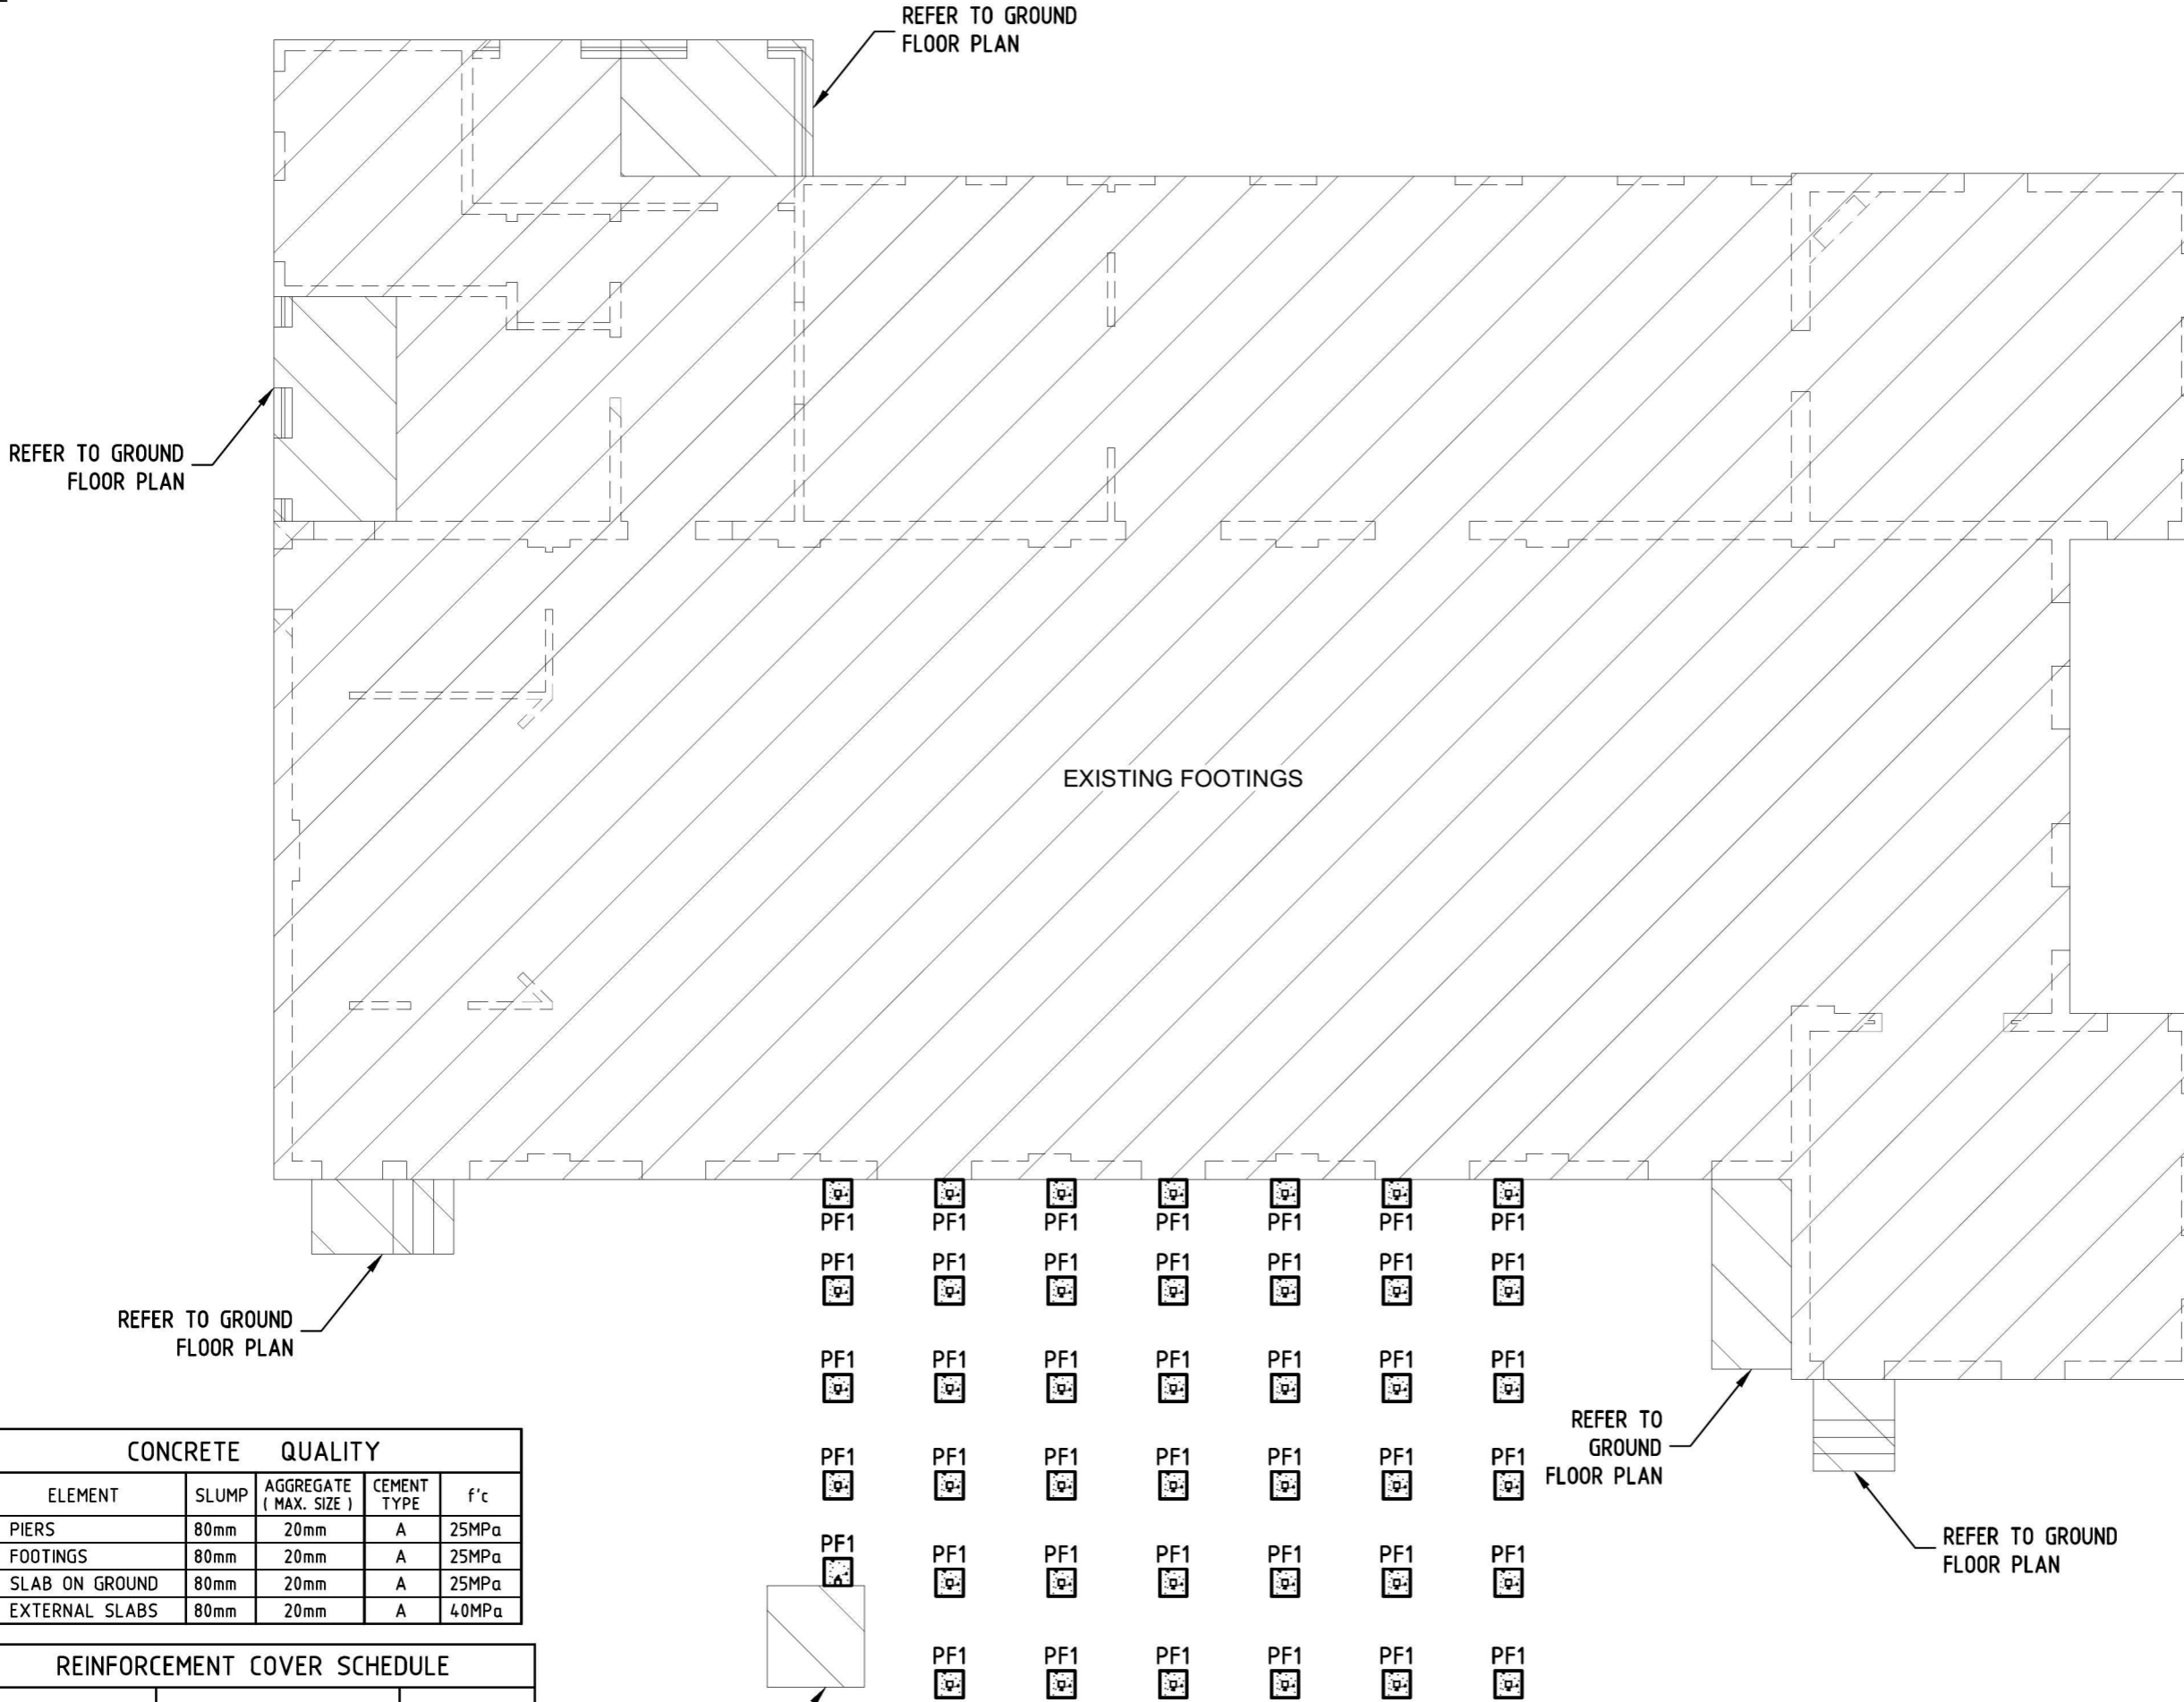 REFER TO GROUND
FLOOR PLAN
REFER TO GROUND
FLOOR PLAN
EXISTING FOOTINGS
PF1 PF1 PF1 PF1 PF1 PF1 PF1
PF1 PF1 PF1 PF1 PF1 PF1 PF1
REFER TO GROUND
FLOOR PLAN
PF1 PF1 PF1 PF1 PF1 PF1 PF1
REFER TO
GROUND
FLOOR PLAN
PF1 PF1 PF1 PF1 PF1 PF1 PF1
PF1 PF1 PF1 PF1 PF1 PF1 PF1
REFER TO GROUND
FLOOR PLAN
PF1 PF1 PF1 PF1 PF1 PF1
CONCRETE QUALITY
ELEMENT SLUMP AGGREGATE ( MAX. SIZE ) CEMENT TYPE f'c
PIERS 80mm 20mm A 25MPa
FOOTINGS 80mm 20mm A 25MPa
SLAB ON GROUND 80mm 20mm A 25MPa
EXTERNAL SLABS 80mm 20mm A 40MPa
REINFORCEMENT COVER SCHEDULE